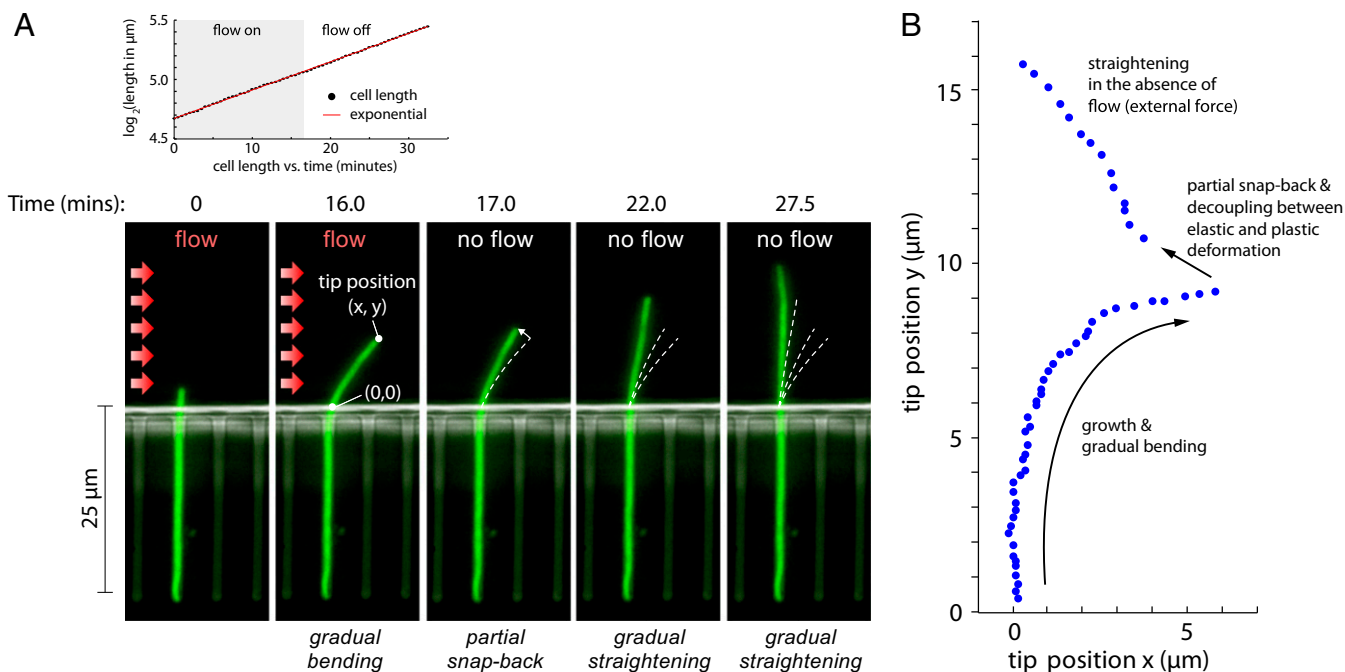 A
5.5
5.0
4.5
log2(length in μm)
flow on
flow off
cell length
exponential
0
10
20
30
cell length vs. time (minutes)
Time (mins):
0
16.0
17.0
22.0
27.5
flow
flow
no flow
no flow
no flow
tip position
(x, y)
(0,0)
25 μm
gradual
bending
partial
snap-back
gradual
straightening
gradual
straightening
B
15
10
5
0
tip position y (μm)
straightening
in the absence of
flow (external force)
partial snap-back &
decoupling between
elastic and plastic
deformation
growth &
gradual bending
0
5
tip position x (μm)